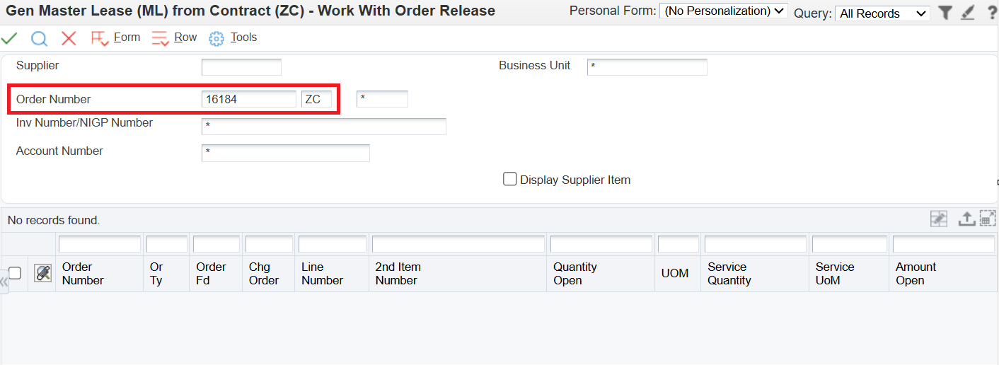 Gen Master Lease (ML) from Contract (ZC) - Work With Order Release
Personal Form: (No Personalization) Query: All Records
Form Row Tools
Supplier
Business Unit *
Order Number 16184 ZC *
Inv Number/NIGP Number *
Account Number *
Display Supplier Item
No records found.
Order Number
Or Ty
Order Fd
Chg Order
Line Number
2nd Item Number
Quantity Open
UOM
Service Quantity
Service UoM
Amount Open